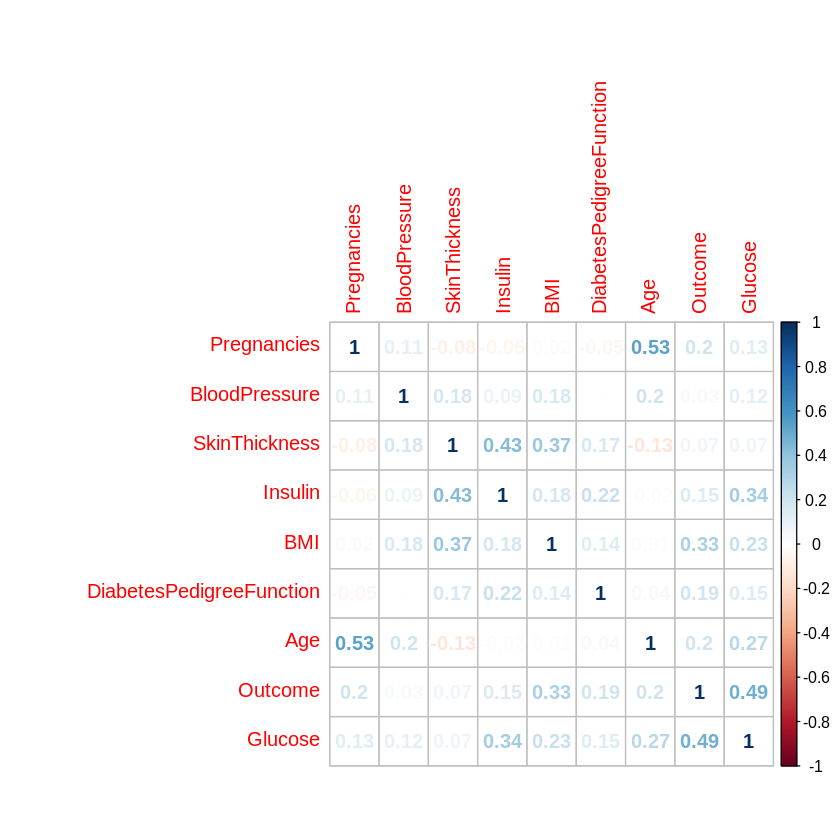 Pregnancies BloodPressure SkinThickness Insulin BMI DiabetesPedigreeFunction Age Outcome Glucose
Pregnancies 1 0.11 -0.08 -0.06 0.02 -0.05 0.53 0.2 0.13
BloodPressure 0.11 1 0.18 0.09 0.18 0.2 0.03 0.12
SkinThickness -0.08 0.18 1 0.43 0.37 0.17 -0.13 0.07 0.07
Insulin -0.06 0.09 0.43 1 0.18 0.22 -0.02 0.15 0.34
BMI 0.02 0.18 0.37 0.18 1 0.14 0.01 0.33 0.23
DiabetesPedigreeFunction -0.05 0.17 0.22 0.14 1 0.04 0.19 0.15
Age 0.53 0.2 -0.13 -0.02 0.01 0.04 1 0.2 0.27
Outcome 0.2 0.03 0.07 0.15 0.33 0.19 0.2 1 0.49
Glucose 0.13 0.12 0.07 0.34 0.23 0.15 0.27 0.49 1
1
0.8
0.6
0.4
0.2
0
-0.2
-0.4
-0.6
-0.8
-1